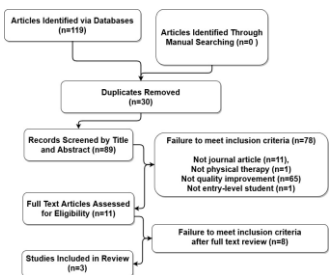 Articles Identified via Databases
(n=119)
Articles Identified Through
Manual Searching (n=0 )
Duplicates Removed
(n=30)
Records Screened by Title
and Abstract (n=89)
Failure to meet inclusion criteria (n=78)
Not journal article (n=11),
Not physical therapy (n=1)
Not quality improvement (n=65)
Not entry-level student (n=1)
Full Text Articles Assessed
for Eligibility (n=11)
Failure to meet inclusion criteria
after full text review (n=8)
Studies Included in Review
(n=3)